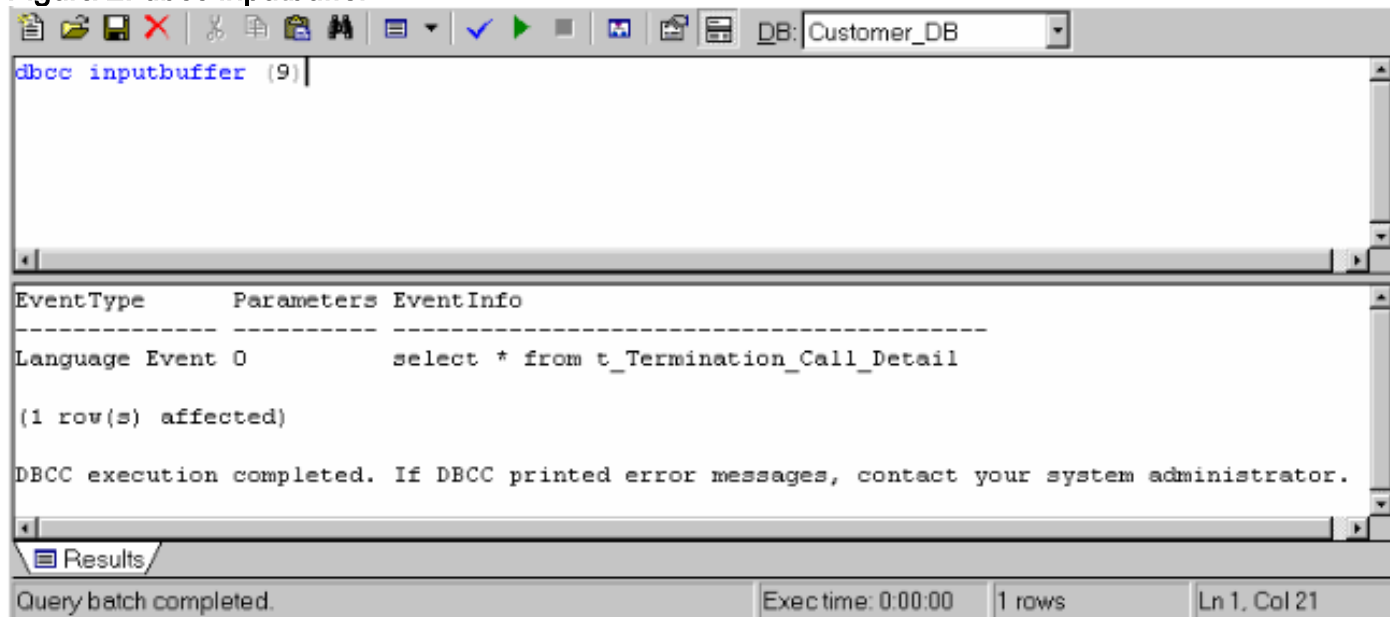 DB: Customer_DB
dbcc inputbuffer (9)
EventType Parameters EventInfo
-------------- ---------- -----------------------------------------
Language Event 0 select * from t_Termination_Call_Detail
(1 row(s) affected)
DBCC execution completed. If DBCC printed error messages, contact your system administrator.
Results
Query batch completed. Exec time: 0:00:00 1 rows Ln 1, Col 21